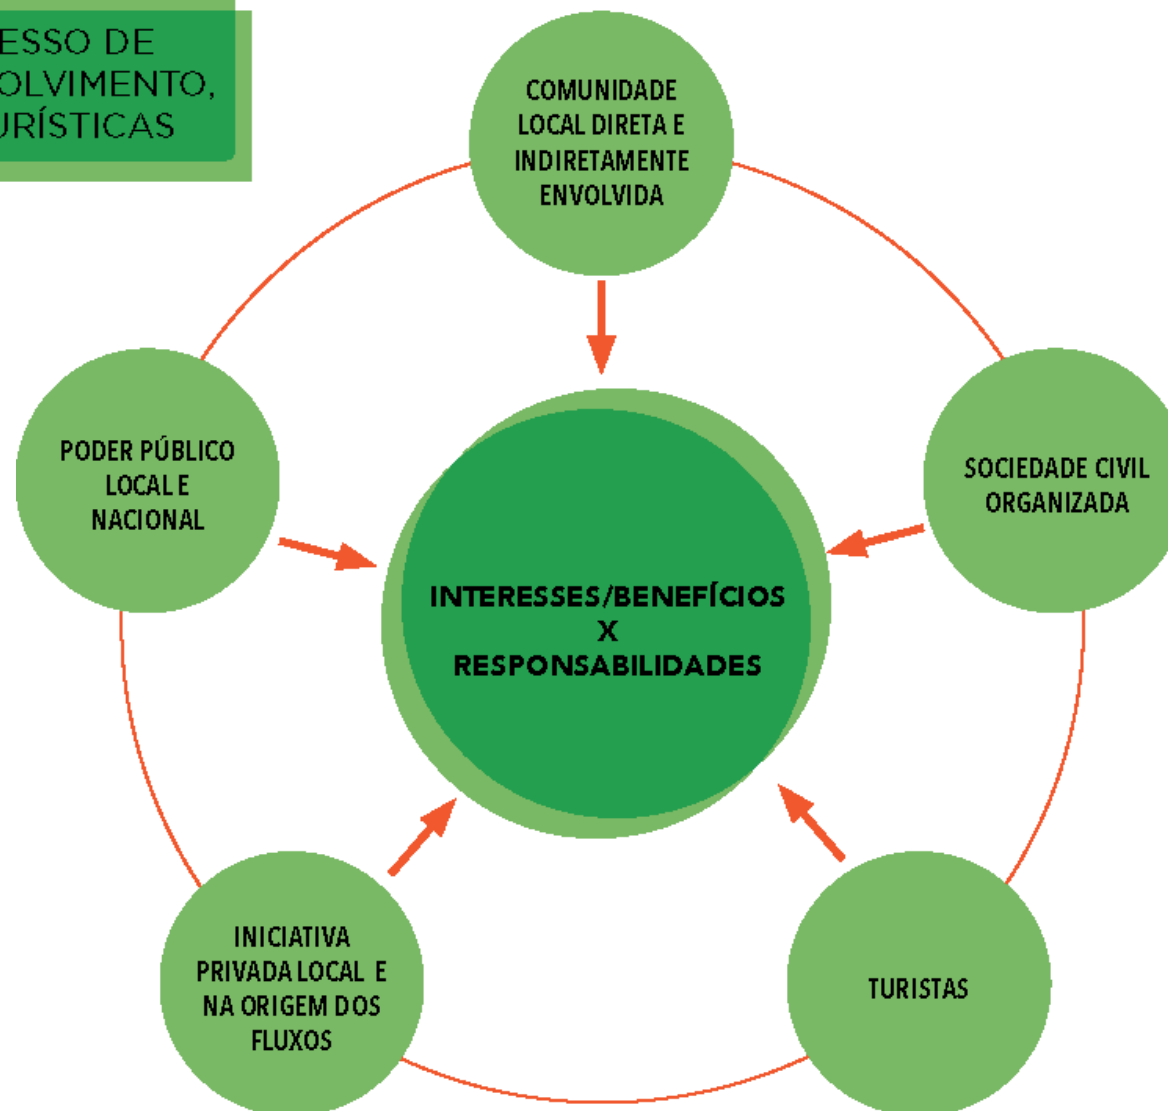 ESSO DE
OLVIMENTO,
URÍSTICAS
COMUNIDADE
LOCAL DIRETA E
INDIRETAMENTE
ENVOLVIDA
PODER PÚBLICO
LOCAL E
NACIONAL
SOCIEDADE CIVIL
ORGANIZADA
INTERESSES/BENEFÍCIOS
X
RESPONSABILIDADES
INICIATIVA
PRIVADA LOCAL E
NA ORIGEM DOS
FLUXOS
TURISTAS